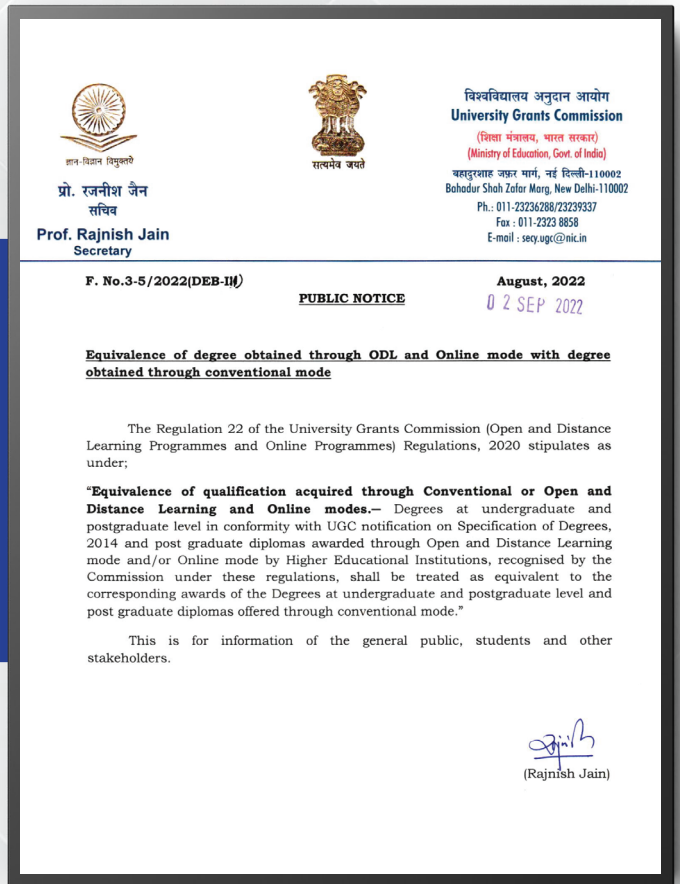 ज्ञान-विज्ञान विमुक्तये
प्रो. रजनीश जैन
सचिव
Prof. Rajnish Jain
Secretary
सत्यमेव जयते
विश्वविद्यालय अनुदान आयोग
University Grants Commission
(शिक्षा मंत्रालय, भारत सरकार)
(Ministry of Education, Govt. of India)
बहादुरशाह ज़फ़र मार्ग, नई दिल्ली-110002
Bahadur Shah Zafar Marg, New Delhi-110002
Ph.: 011-23236288/23239337
Fax : 011-2323 8858
E-mail : secy.ugc@nic.in
F. No.3-5/2022(DEB-III)
August, 2022
02 SEP 2022
PUBLIC NOTICE
Equivalence of degree obtained through ODL and Online mode with degree
obtained through conventional mode
The Regulation 22 of the University Grants Commission (Open and Distance
Learning Programmes and Online Programmes) Regulations, 2020 stipulates as
under;
“Equivalence of qualification acquired through Conventional or Open and
Distance Learning and Online modes.— Degrees at undergraduate and
postgraduate level in conformity with UGC notification on Specification of Degrees,
2014 and post graduate diplomas awarded through Open and Distance Learning
mode and/or Online mode by Higher Educational Institutions, recognised by the
Commission under these regulations, shall be treated as equivalent to the
corresponding awards of the Degrees at undergraduate and postgraduate level and
post graduate diplomas offered through conventional mode.”
This is for information of the general public, students and other
stakeholders.
(Rajnish Jain)